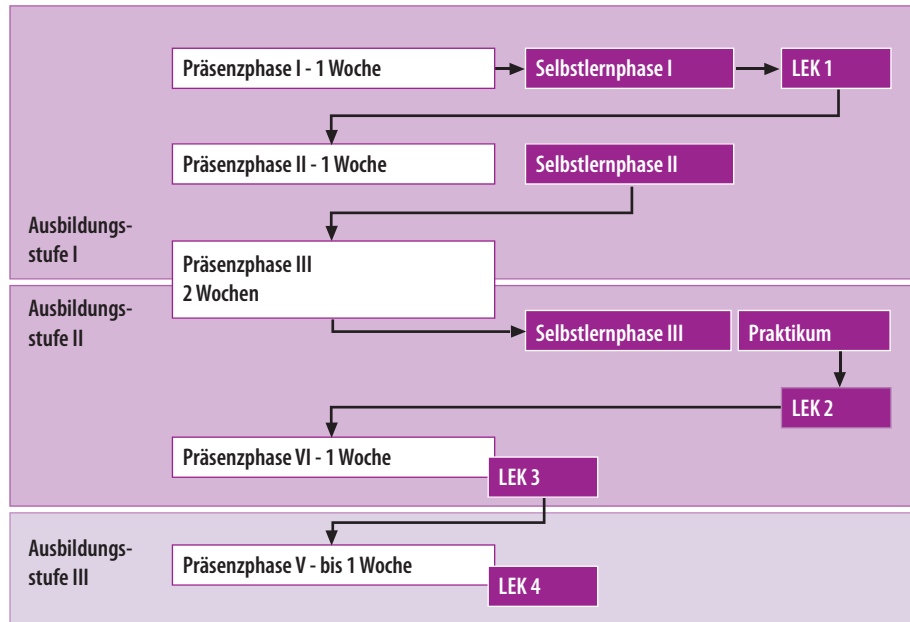 Präsenzphase I - 1 Woche
Selbstlernphase I
LEK 1
Präsenzphase II - 1 Woche
Selbstlernphase II
Ausbildungs-
stufe I
Präsenzphase III
2 Wochen
Ausbildungs-
stufe II
Selbstlernphase III
Praktikum
LEK 2
Präsenzphase VI - 1 Woche
LEK 3
Ausbildungs-
stufe III
Präsenzphase V - bis 1 Woche
LEK 4